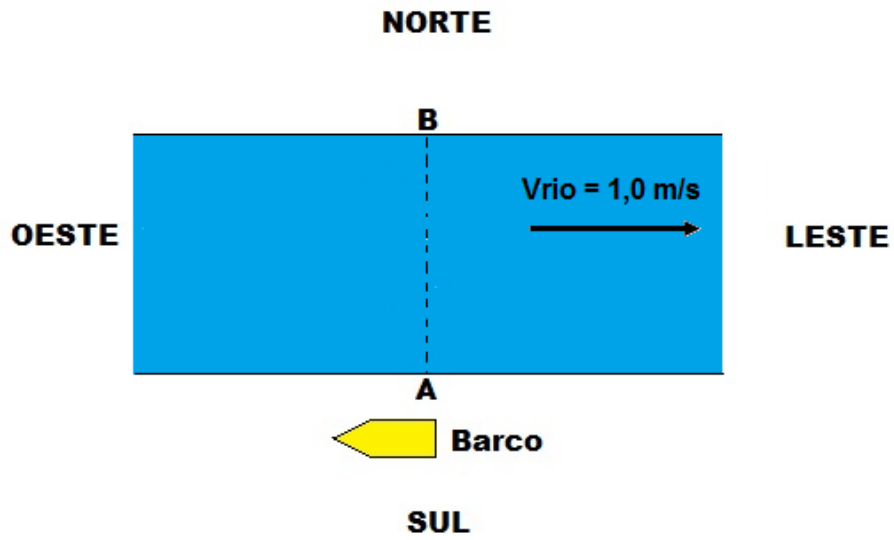 NORTE
B
Vrio = 1,0 m/s
OESTE
LESTE
A
Barco
SUL